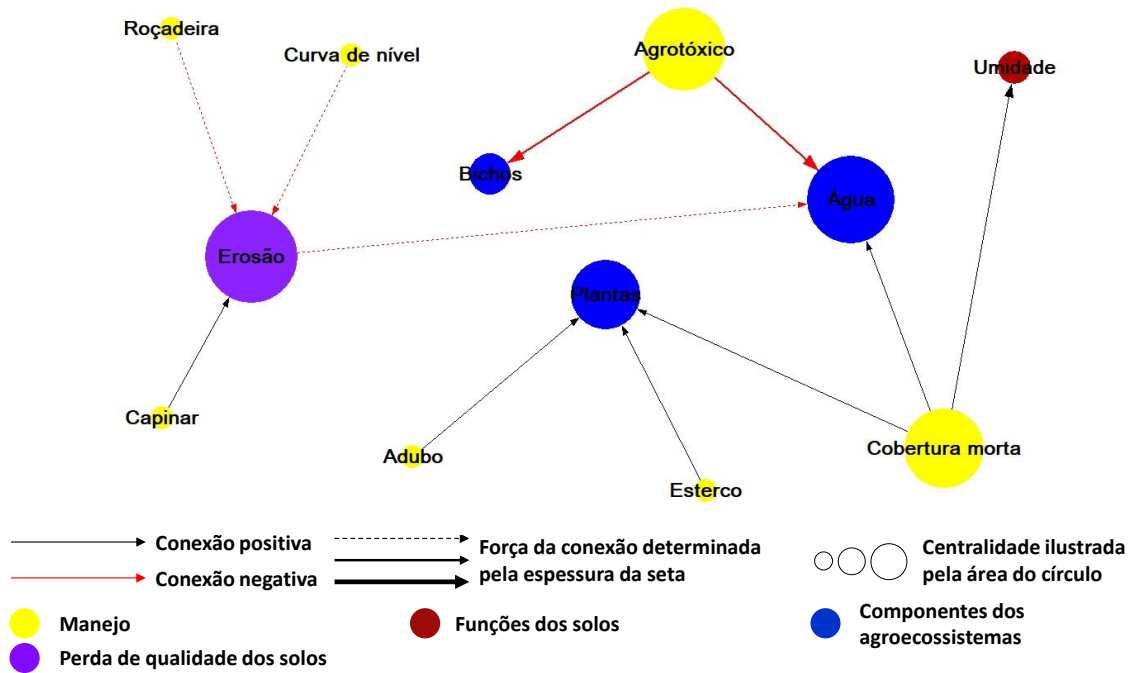 Roçadeira
Curva de nível
Agrotóxico
Umidade
Bichos
Água
Erosão
Plantas
Capinar
Adubo
Esterco
Cobertura morta
Conexão positiva
Conexão negativa
Força da conexão determinada
pela espessura da seta
Centralidade ilustrada
pela área do círculo
Manejo
Funções dos solos
Componentes dos
agroecossistemas
Perda de qualidade dos solos